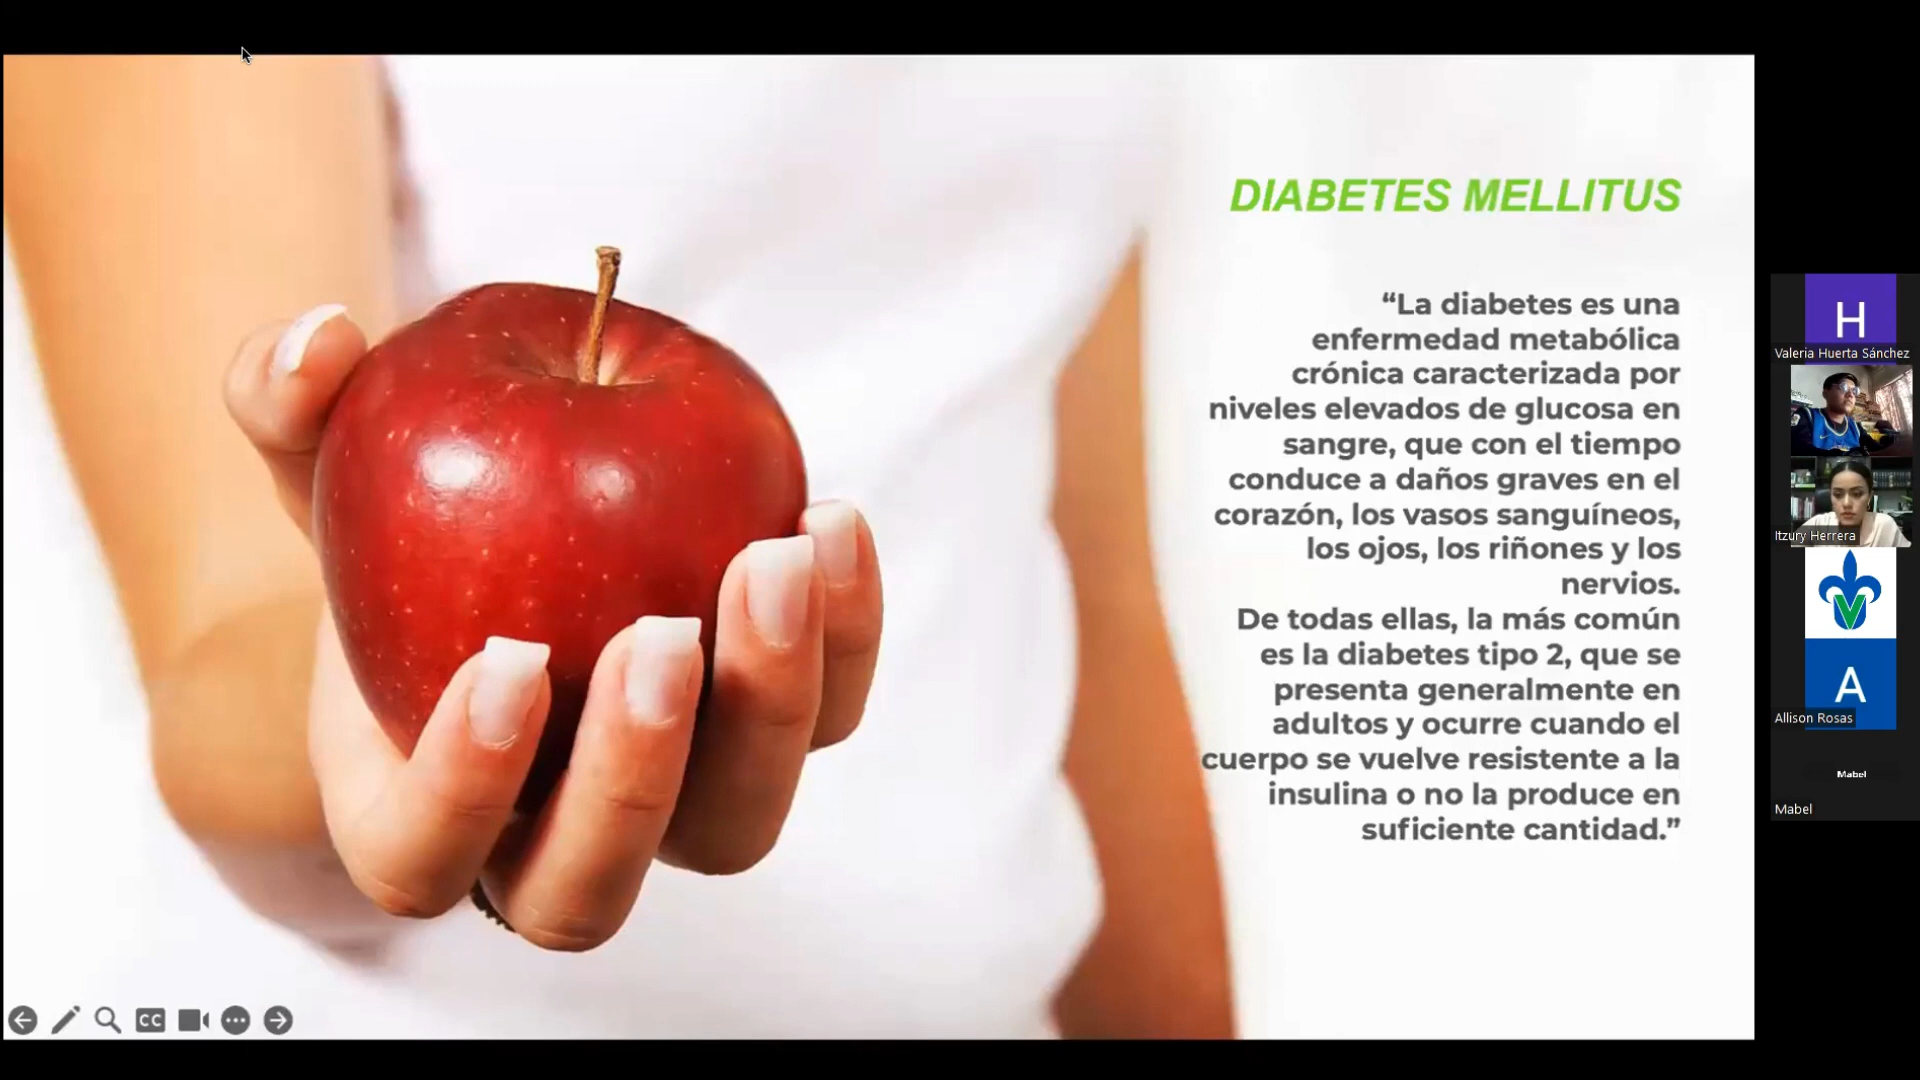 DIABETES MELLITUS
“La diabetes es una
enfermedad metabólica
crónica caracterizada por
niveles elevados de glucosa en
sangre, que con el tiempo
conduce a daños graves en el
corazón, los vasos sanguíneos,
los ojos, los riñones y los
nervios.
De todas ellas, la más común
es la diabetes tipo 2, que se
presenta generalmente en
adultos y ocurre cuando el
cuerpo se vuelve resistente a la
insulina o no la produce en
suficiente cantidad.”
CC
H
Valeria Huerta Sánchez
Itzury Herrera
V
A
Allison Rosas
Mabel
Mabel